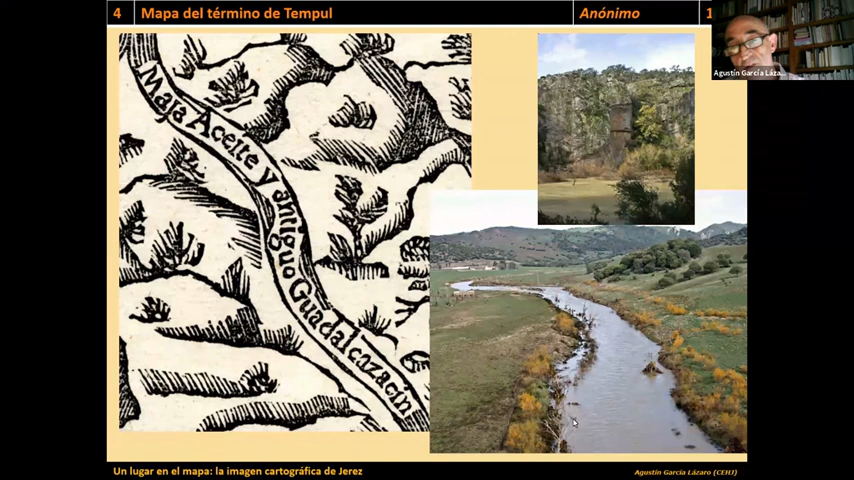 4 Mapa del término de Tempul Anónimo
Agustín García Láza...
Maja Aceite y antiguo Guadalcazacin
Un lugar en el mapa: la imagen cartográfica de Jerez
Agustín García Lázaro (CEHJ)